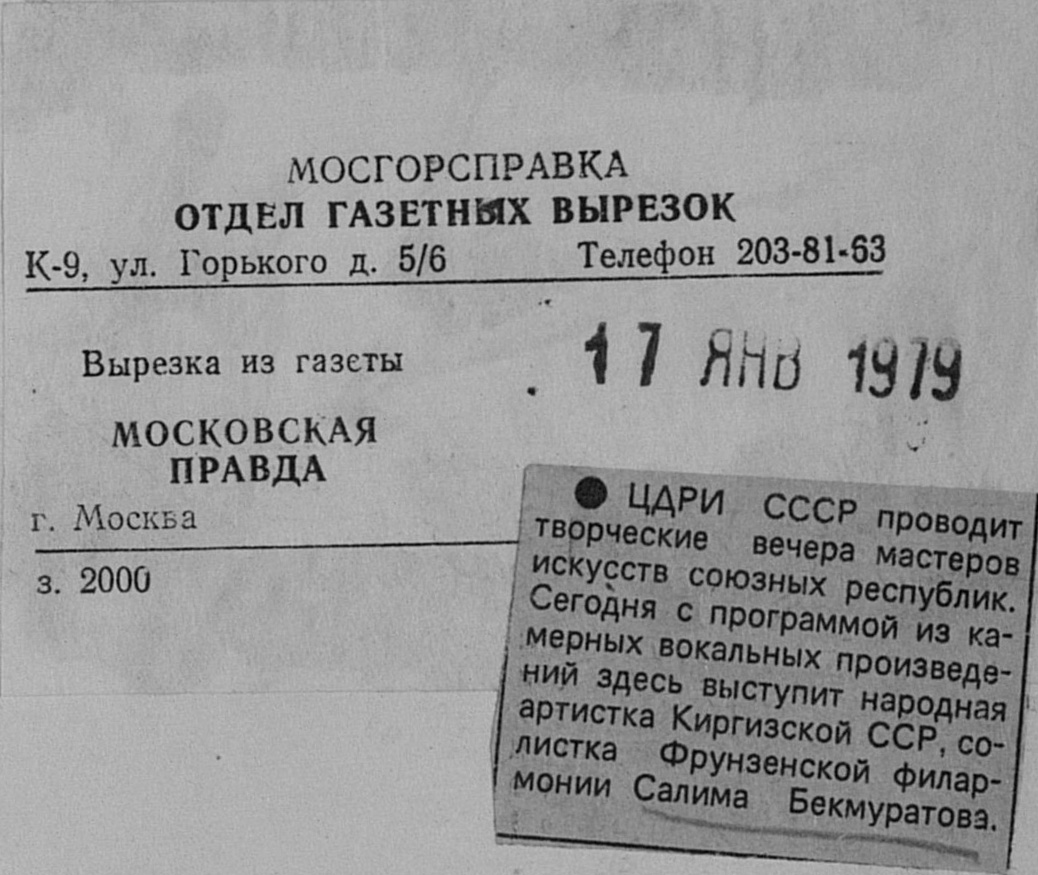 МОСГОРСПРАВКА
ОТДЕЛ ГАЗЕТНЫХ ВЫРЕЗОК
К-9, ул. Горького д. 5/6 Телефон 203-81-63
Вырезка из газеты
17 ЯНВ 1979
МОСКОВСКАЯ
ПРАВДА
г. Москва
з. 2000
● ЦДРИ СССР проводит
творческие вечера мастеров
искусств союзных республик.
Сегодня с программой из ка-
мерных вокальных произведе-
ний здесь выступит народная
артистка Киргизской ССР, со-
листка Фрунзенской филар-
монии Салима Бекмуратова.